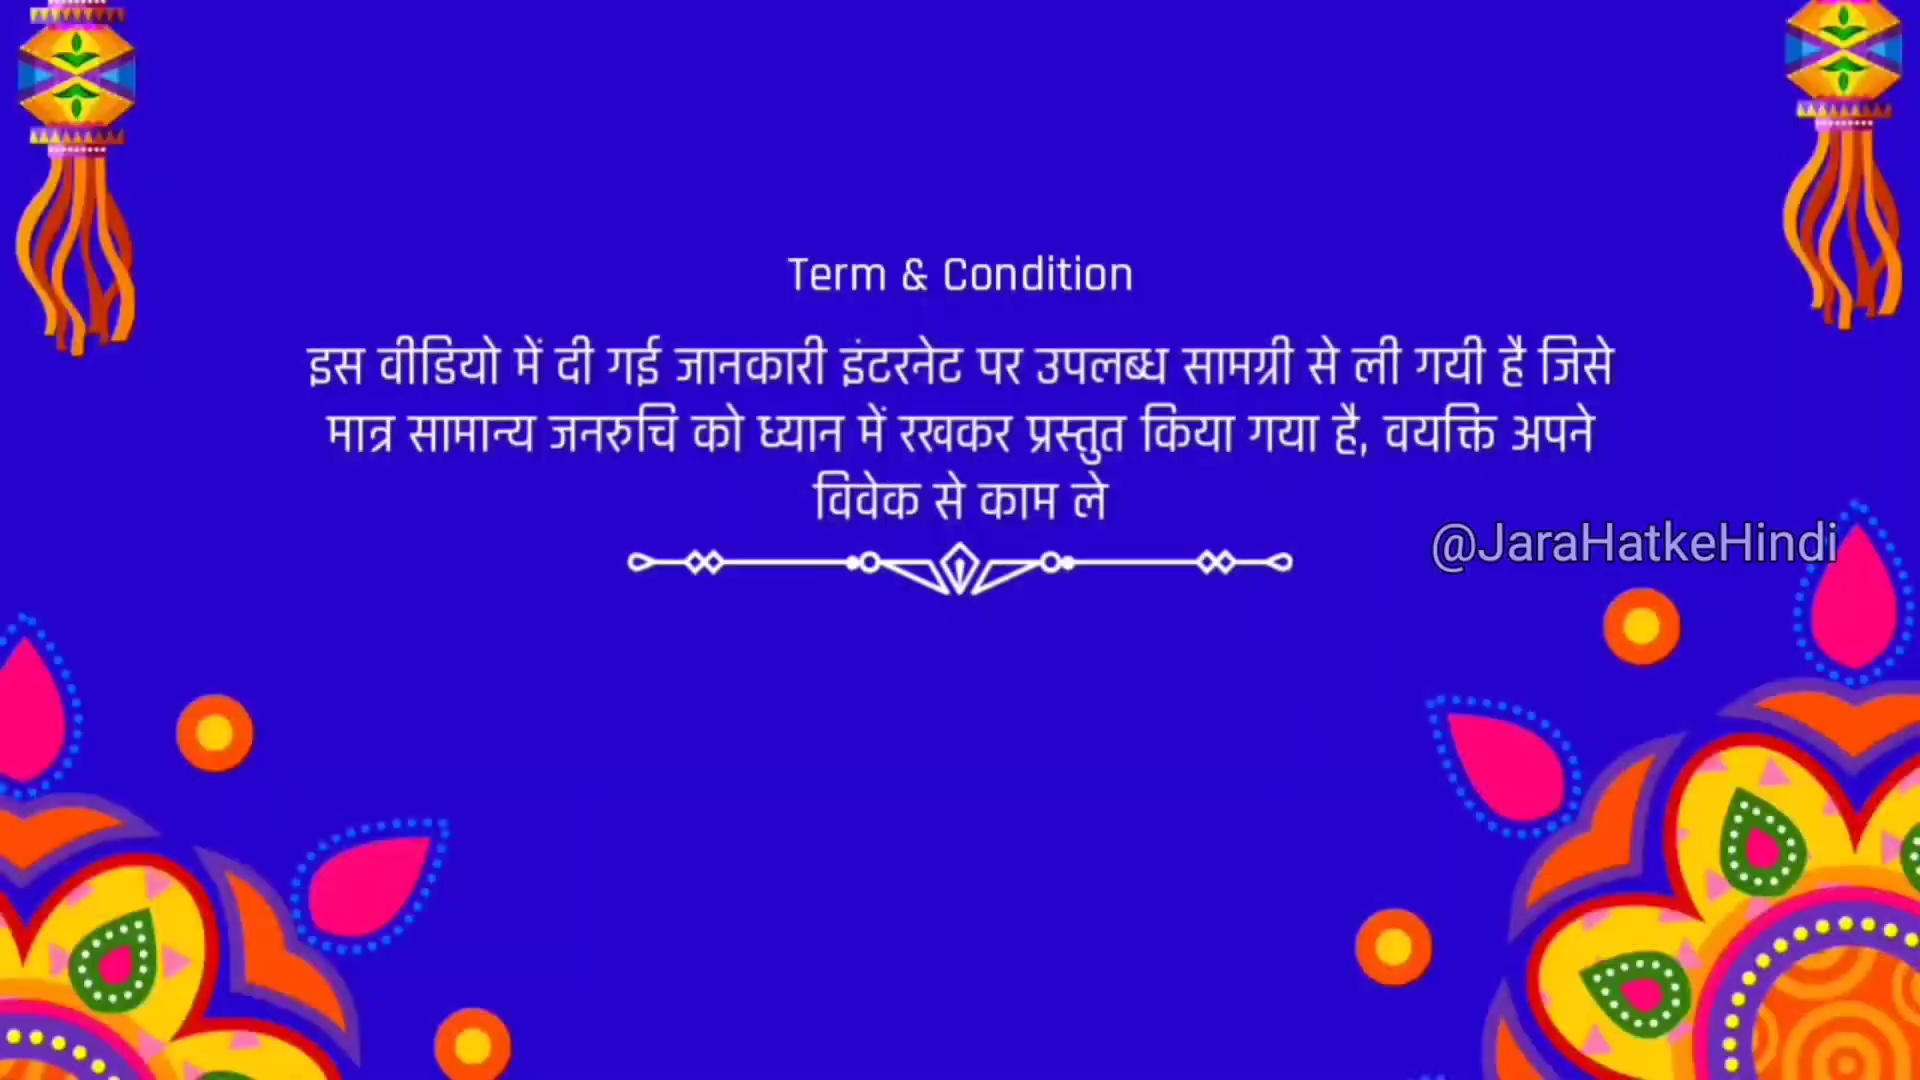 Term & Condition
इस वीडियो में दी गई जानकारी इंटरनेट पर उपलब्ध सामग्री से ली गयी है जिसे
मात्र सामान्य जनरुचि को ध्यान में रखकर प्रस्तुत किया गया है, वयक्ति अपने
विवेक से काम ले
@JaraHatkeHindi